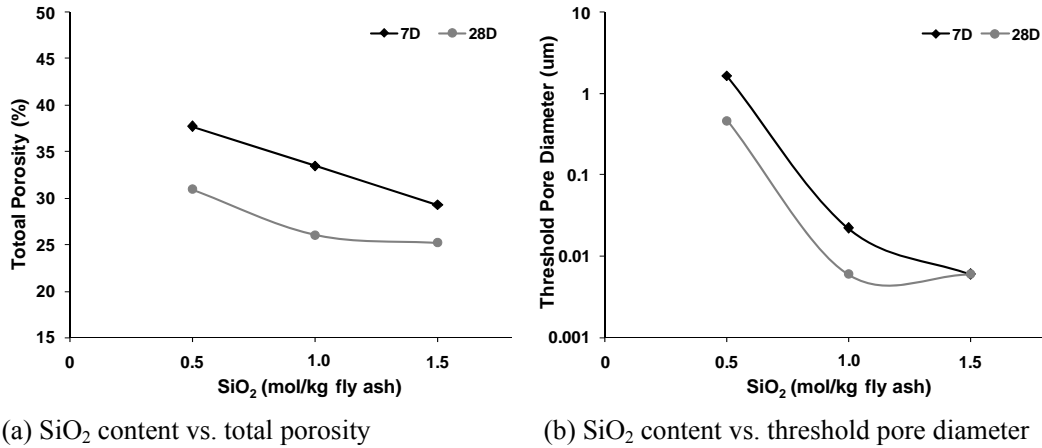 50
45
40
35
30
25
20
15
Totoal Porosity (%)
7D
28D
0
0.5
1.0
1.5
SiO₂ (mol/kg fly ash)
(a) SiO₂ content vs. total porosity
10
1
0.1
0.01
0.001
Threshold Pore Diameter (um)
7D
28D
0
0.5
1.0
1.5
SiO₂ (mol/kg fly ash)
(b) SiO₂ content vs. threshold pore diameter